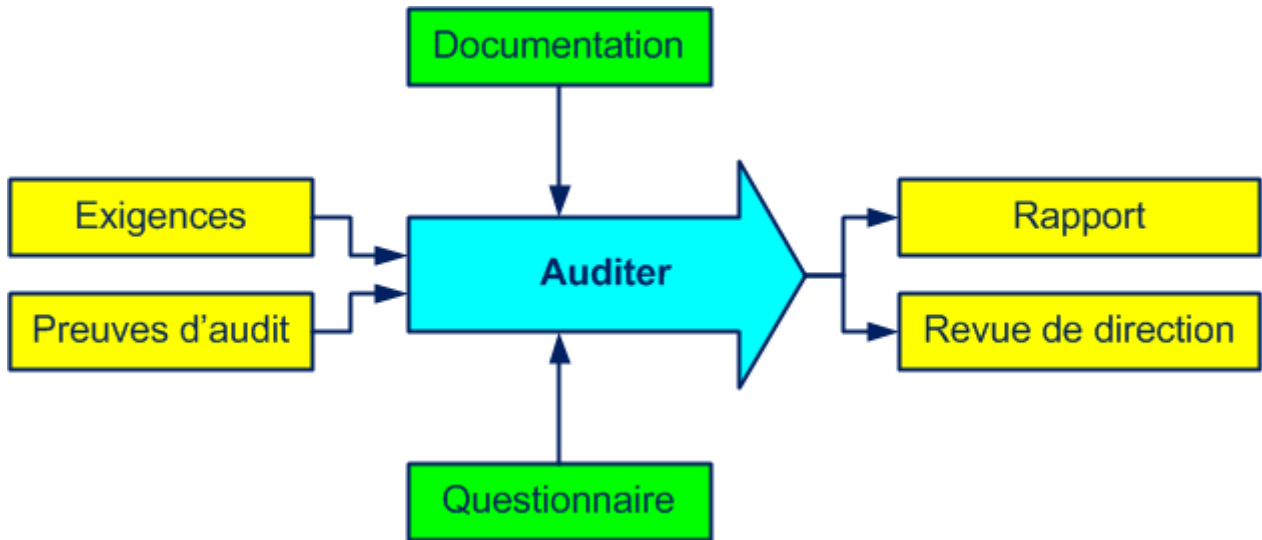 Documentation
Exigences
Rapport
Auditer
Preuves d'audit
Revue de direction
Questionnaire